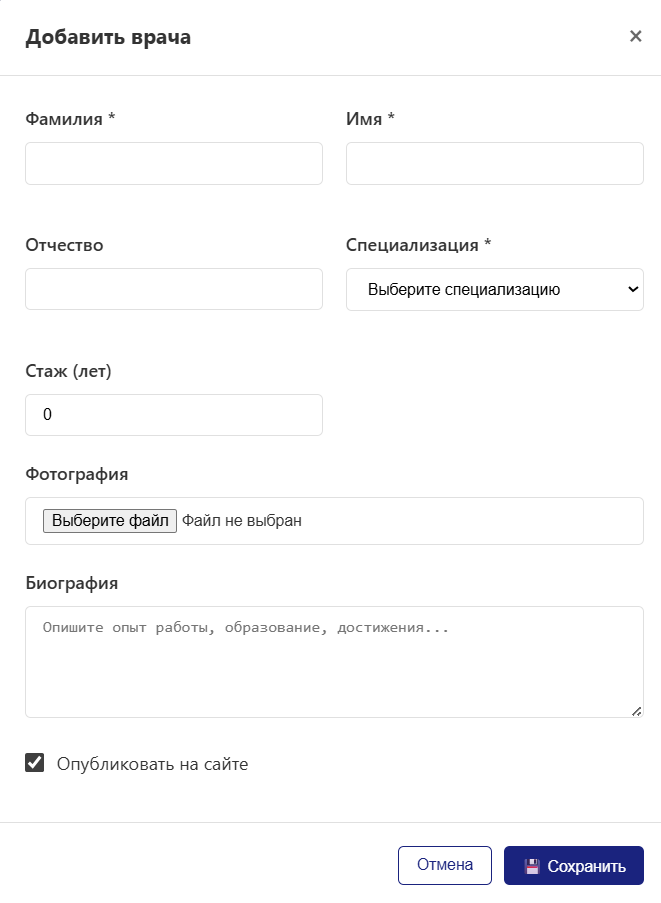 Добавить врача ×
Фамилия * Имя *
Отчество Специализация *
Выберите специализацию
Стаж (лет)
0
Фотография
Выберите файл Файл не выбран
Биография
Опишите опыт работы, образование, достижения...
Опубликовать на сайте
Отмена 💾 Сохранить